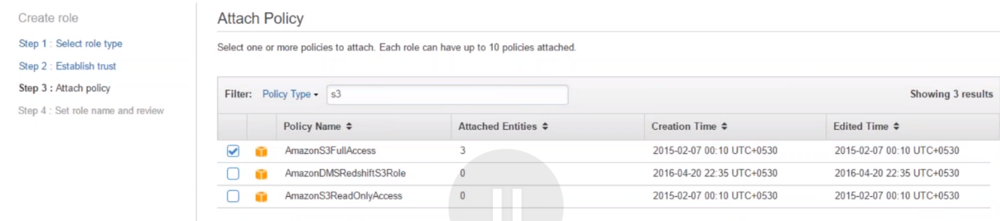 Create role
Step 1 : Select role type
Step 2 : Establish trust
Step 3 : Attach policy
Step 4 : Set role name and review
Attach Policy
Select one or more policies to attach. Each role can have up to 10 policies attached.
Filter: Policy Type s3 Showing 3 results
Policy Name Attached Entities Creation Time Edited Time
AmazonS3FullAccess 3 2015-02-07 00:10 UTC+0530 2015-02-07 00:10 UTC+0530
AmazonDMSRedshiftS3Role 0 2016-04-20 22:35 UTC+0530 2016-04-20 22:35 UTC+0530
AmazonS3ReadOnlyAccess 0 2015-02-07 00:10 UTC+0530 2015-02-07 00:10 UTC+0530